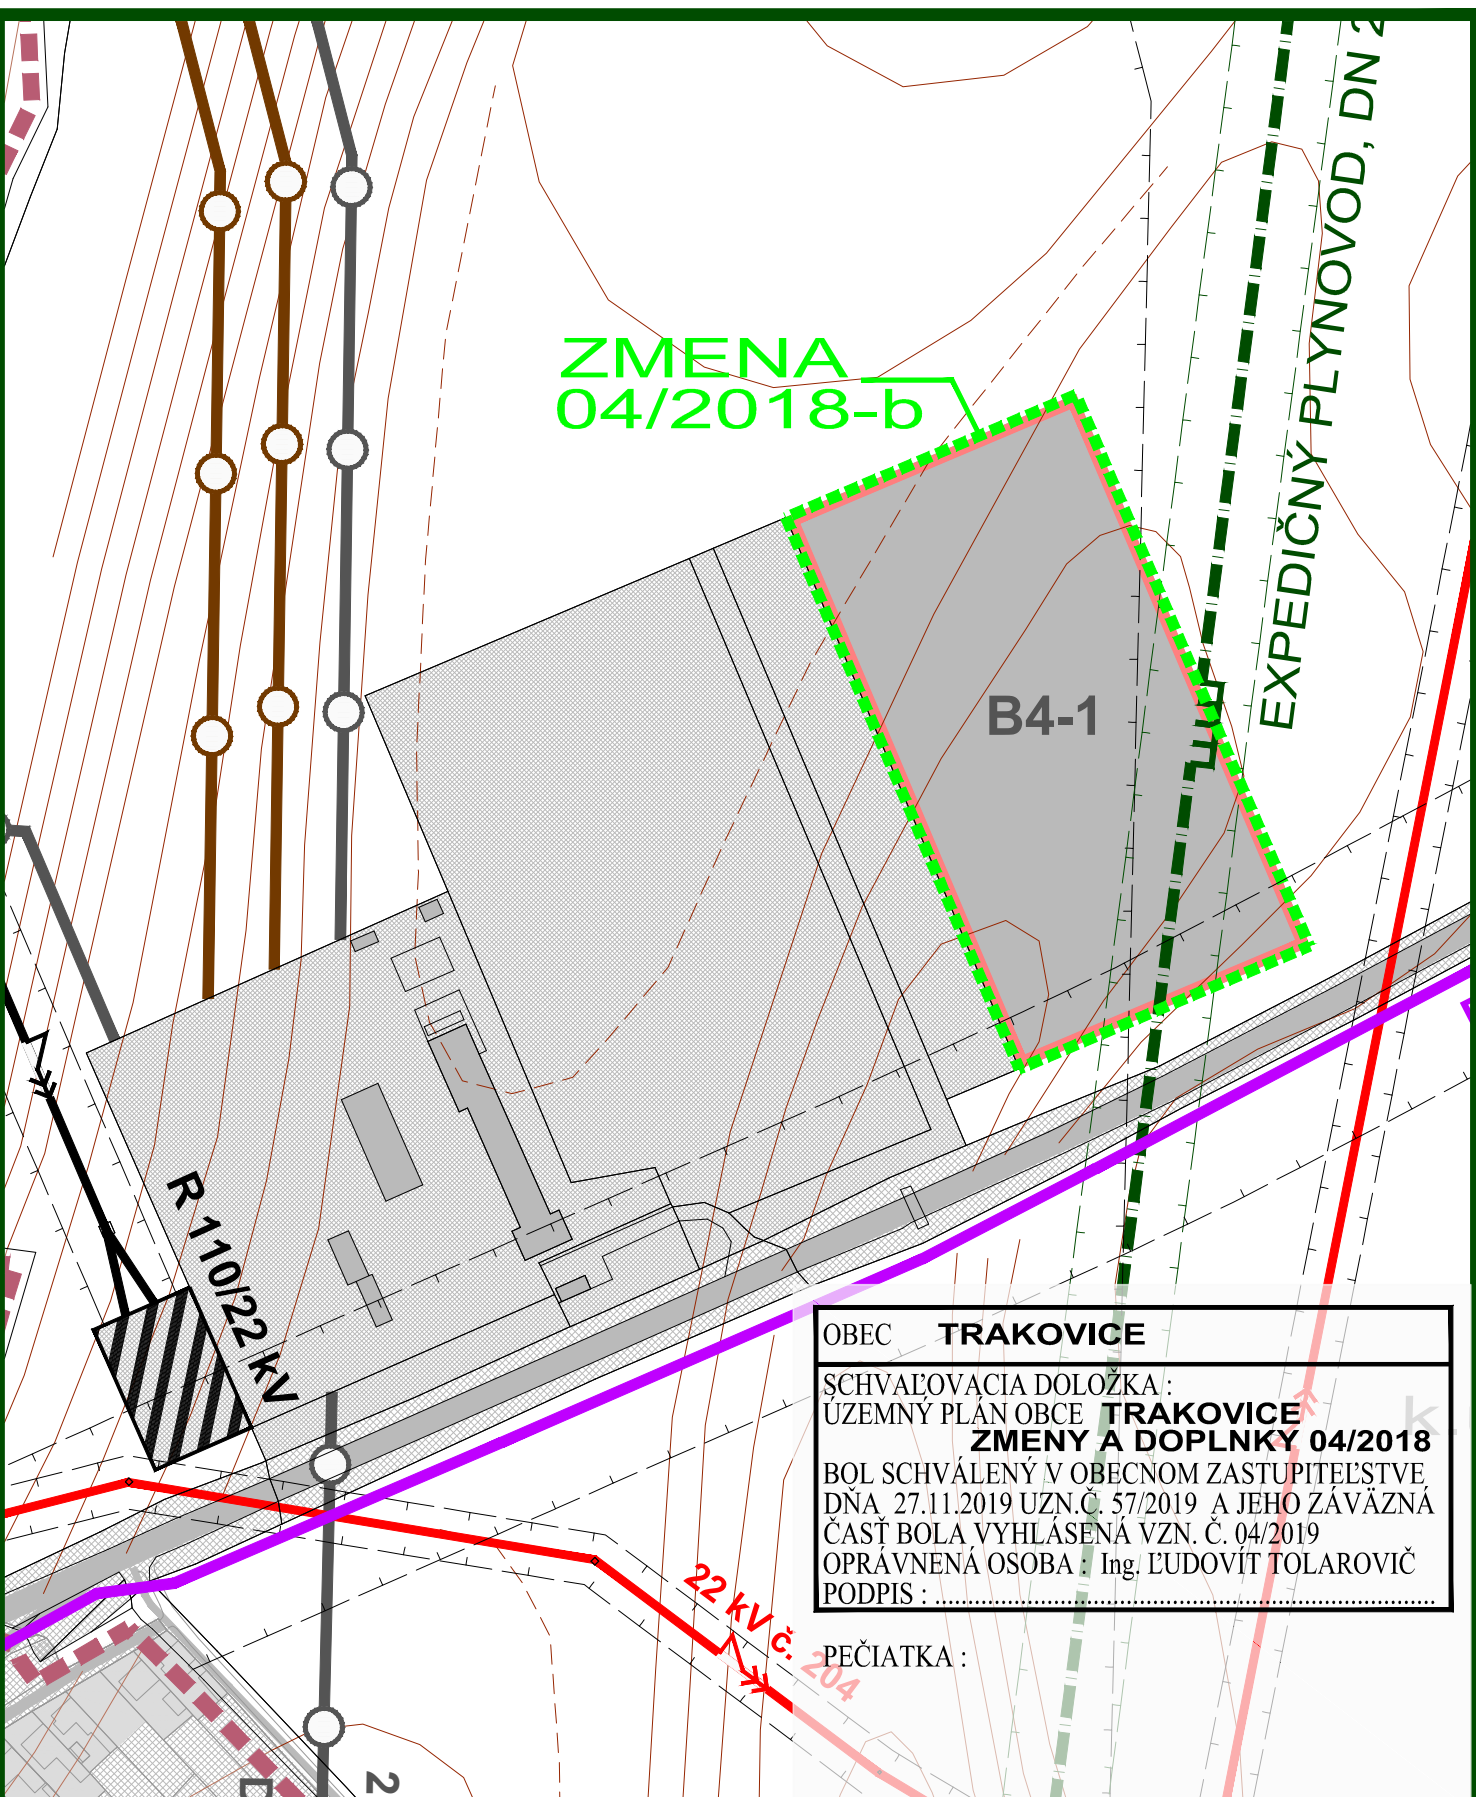 EXPEDIČNÝ PLYNOVOD, DN
ZMENA
04/2018-b
B4-1
R 110/22 kV
22 kV č. 204
2
k
OBEC TRAKOVICE
SCHVAĽOVACIA DOLOŽKA :
ÚZEMNÝ PLÁN OBCE TRAKOVICE
ZMENY A DOPLNKY 04/2018
BOL SCHVÁLENÝ V OBECNOM ZASTUPITEĽSTVE
DŇA 27.11.2019 UZN.Č. 57/2019 A JEHO ZÁVÄZNÁ
ČASŤ BOLA VYHLÁSENÁ VZN. Č. 04/2019
OPRÁVNENÁ OSOBA : Ing. ĽUDOVÍT TOLAROVIČ
PODPIS : ..........................................................................
PEČIATKA :